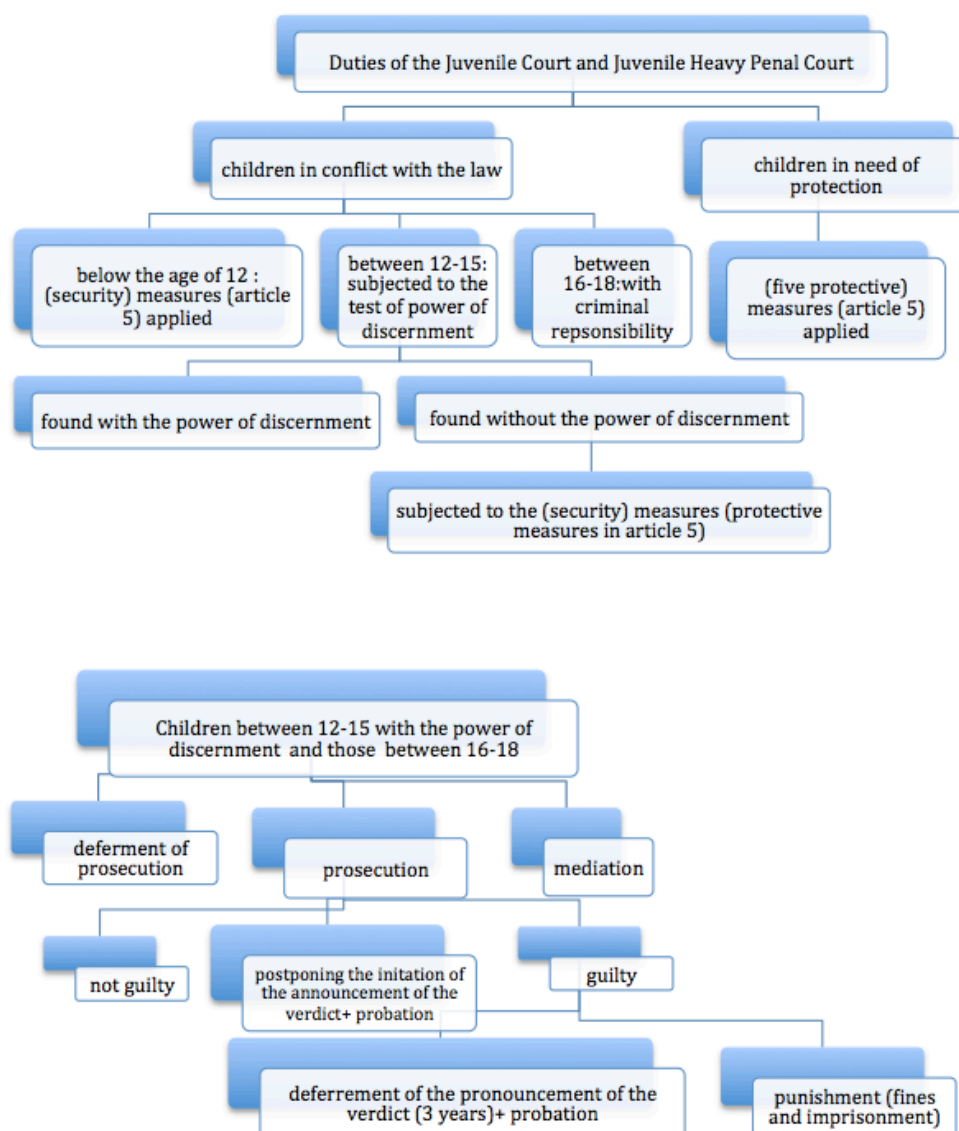 Duties of the Juvenile Court and Juvenile Heavy Penal Court
children in conflict with the law
children in need of
protection
below the age of 12 :
(security) measures (article
5) applied
between 12-15:
subjected to the
test of power of
discernment
between
16-18:with
criminal
repsonsibility
(five protective)
measures (article 5)
applied
found with the power of discernment
found without the power of discernment
subjected to the (security) measures (protective
measures in article 5)
Children between 12-15 with the power of
discernment and those between 16-18
deferment of
prosecution
prosecution
mediation
not guilty
postponing the initation of
the announcement of the
verdict+ probation
guilty
deferrement of the pronouncement of the
verdict (3 years)+ probation
punishment (fines
and imprisonment)